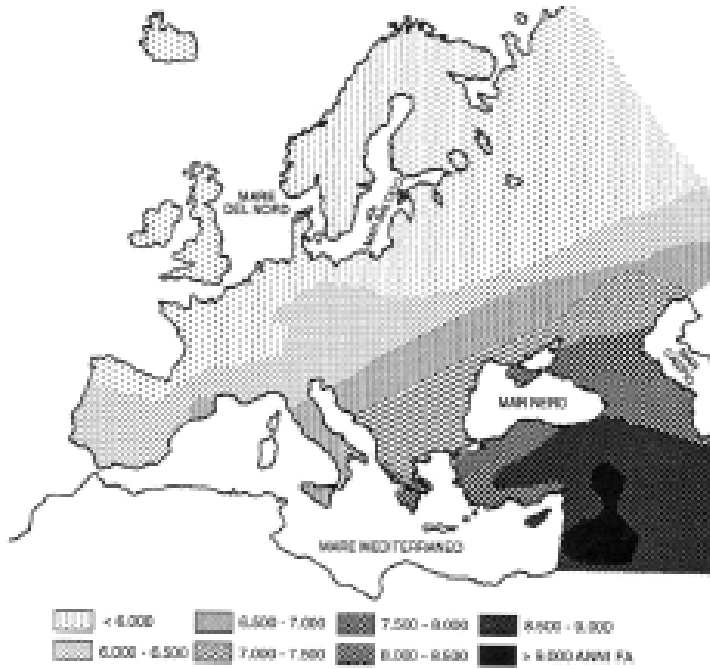 MARE
DEL NORD
MAR NERO
MARE MEDITERRANEO
< 6.000
6.500 - 7.000
7.500 - 8.000
8.500 - 9.000
6.000 - 6.500
7.000 - 7.500
8.000 - 8.500
> 9.000 ANNI FA